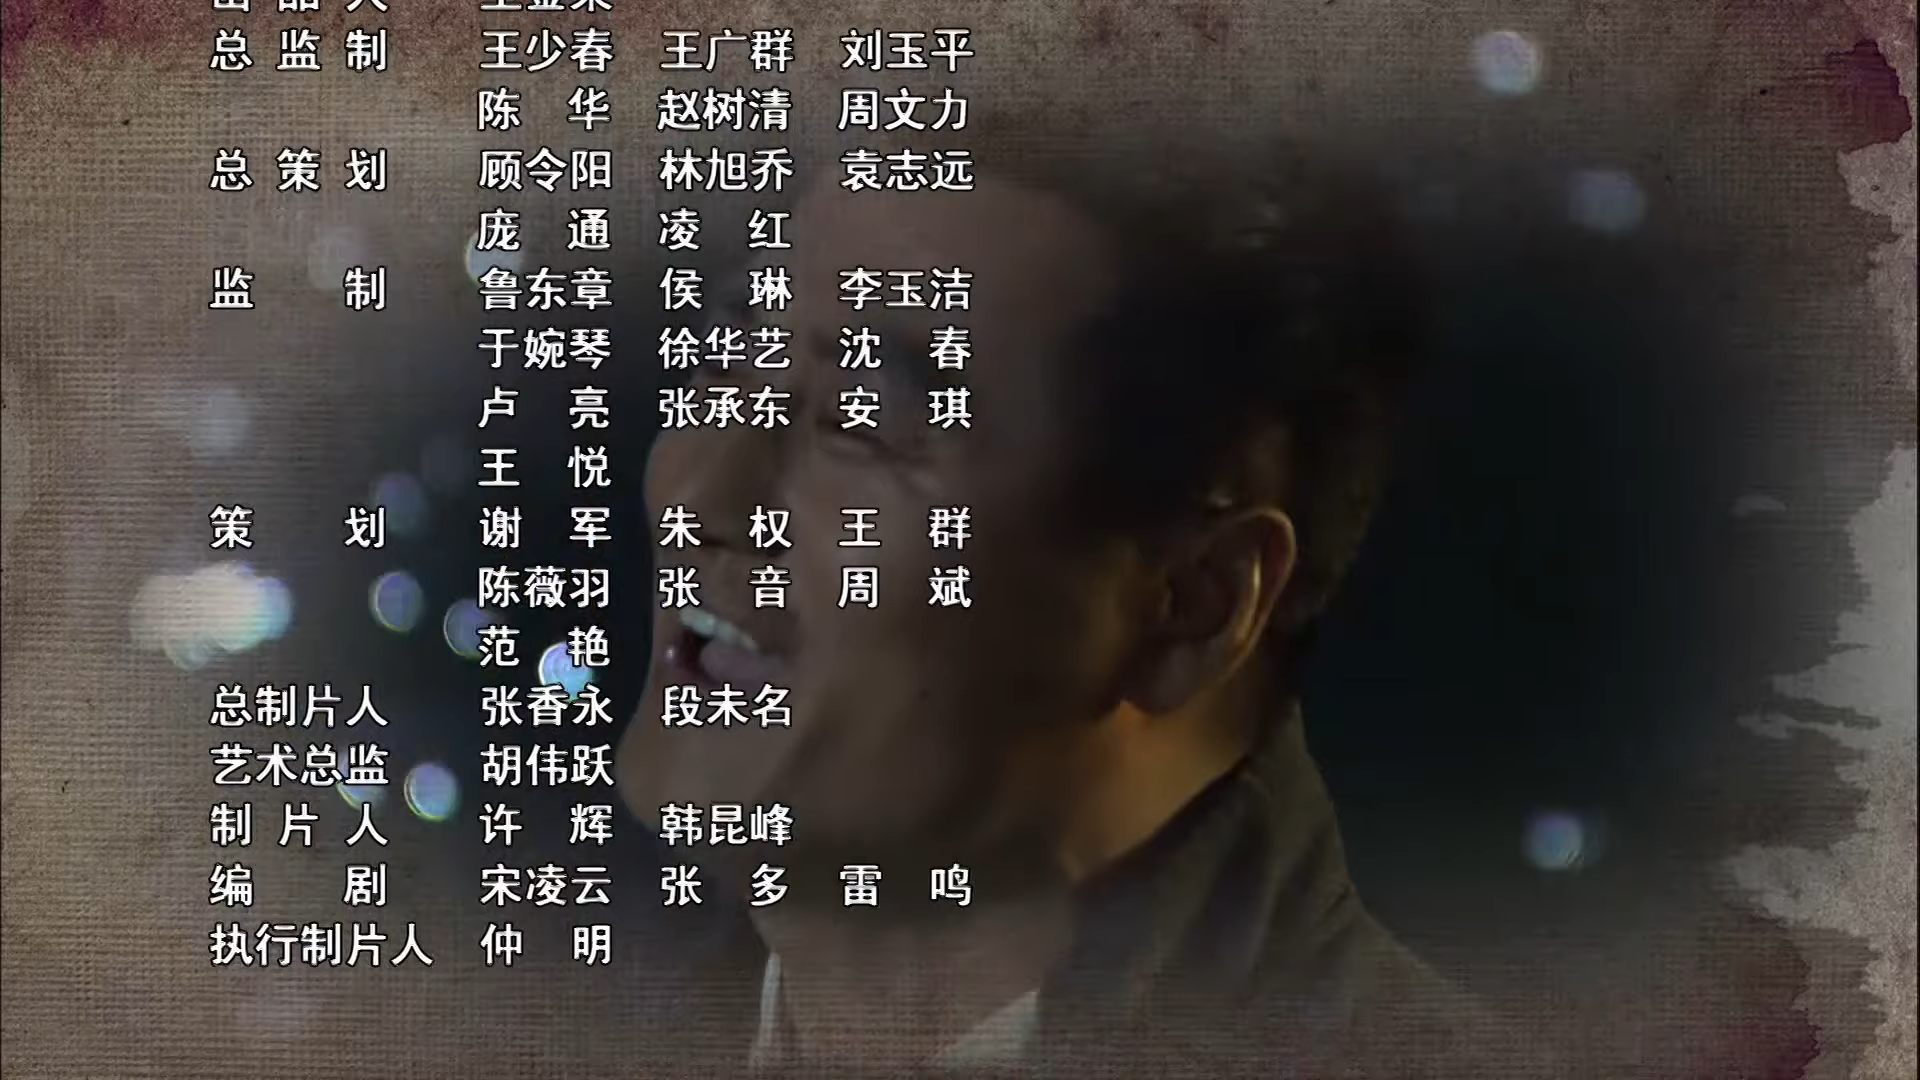 总监制 王少春 王广群 刘玉平
陈华 赵树清 周文力
总策划 顾令阳 林旭乔 袁志远
庞通 凌红
监制 鲁东章 侯琳 李玉洁
于婉琴 徐华艺 沈春
卢亮 张承东 安琪
王悦
策划 谢军 朱权 王群
陈薇羽 张音 周斌
范艳
总制片人 张香永 段未名
艺术总监 胡伟跃
制片人 许辉 韩昆峰
编剧 宋凌云 张多 雷鸣
执行制片人 仲明